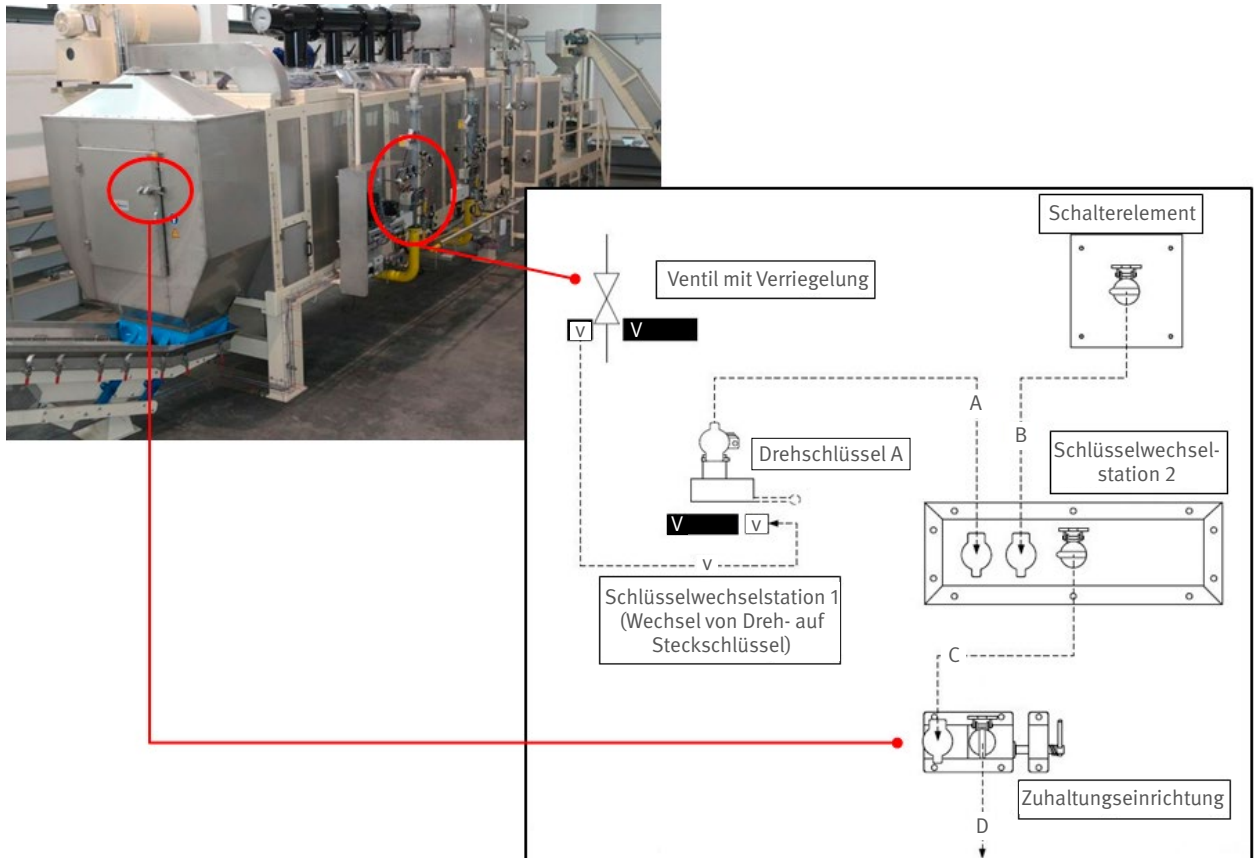 Schalterelement
Ventil mit Verriegelung
v
V
A
B
Drehschlüssel A
Schlüsselwechsel-
station 2
V
v
v
Schlüsselwechselstation 1
(Wechsel von Dreh- auf
Steckschlüssel)
C
Zuhaltungseinrichtung
D